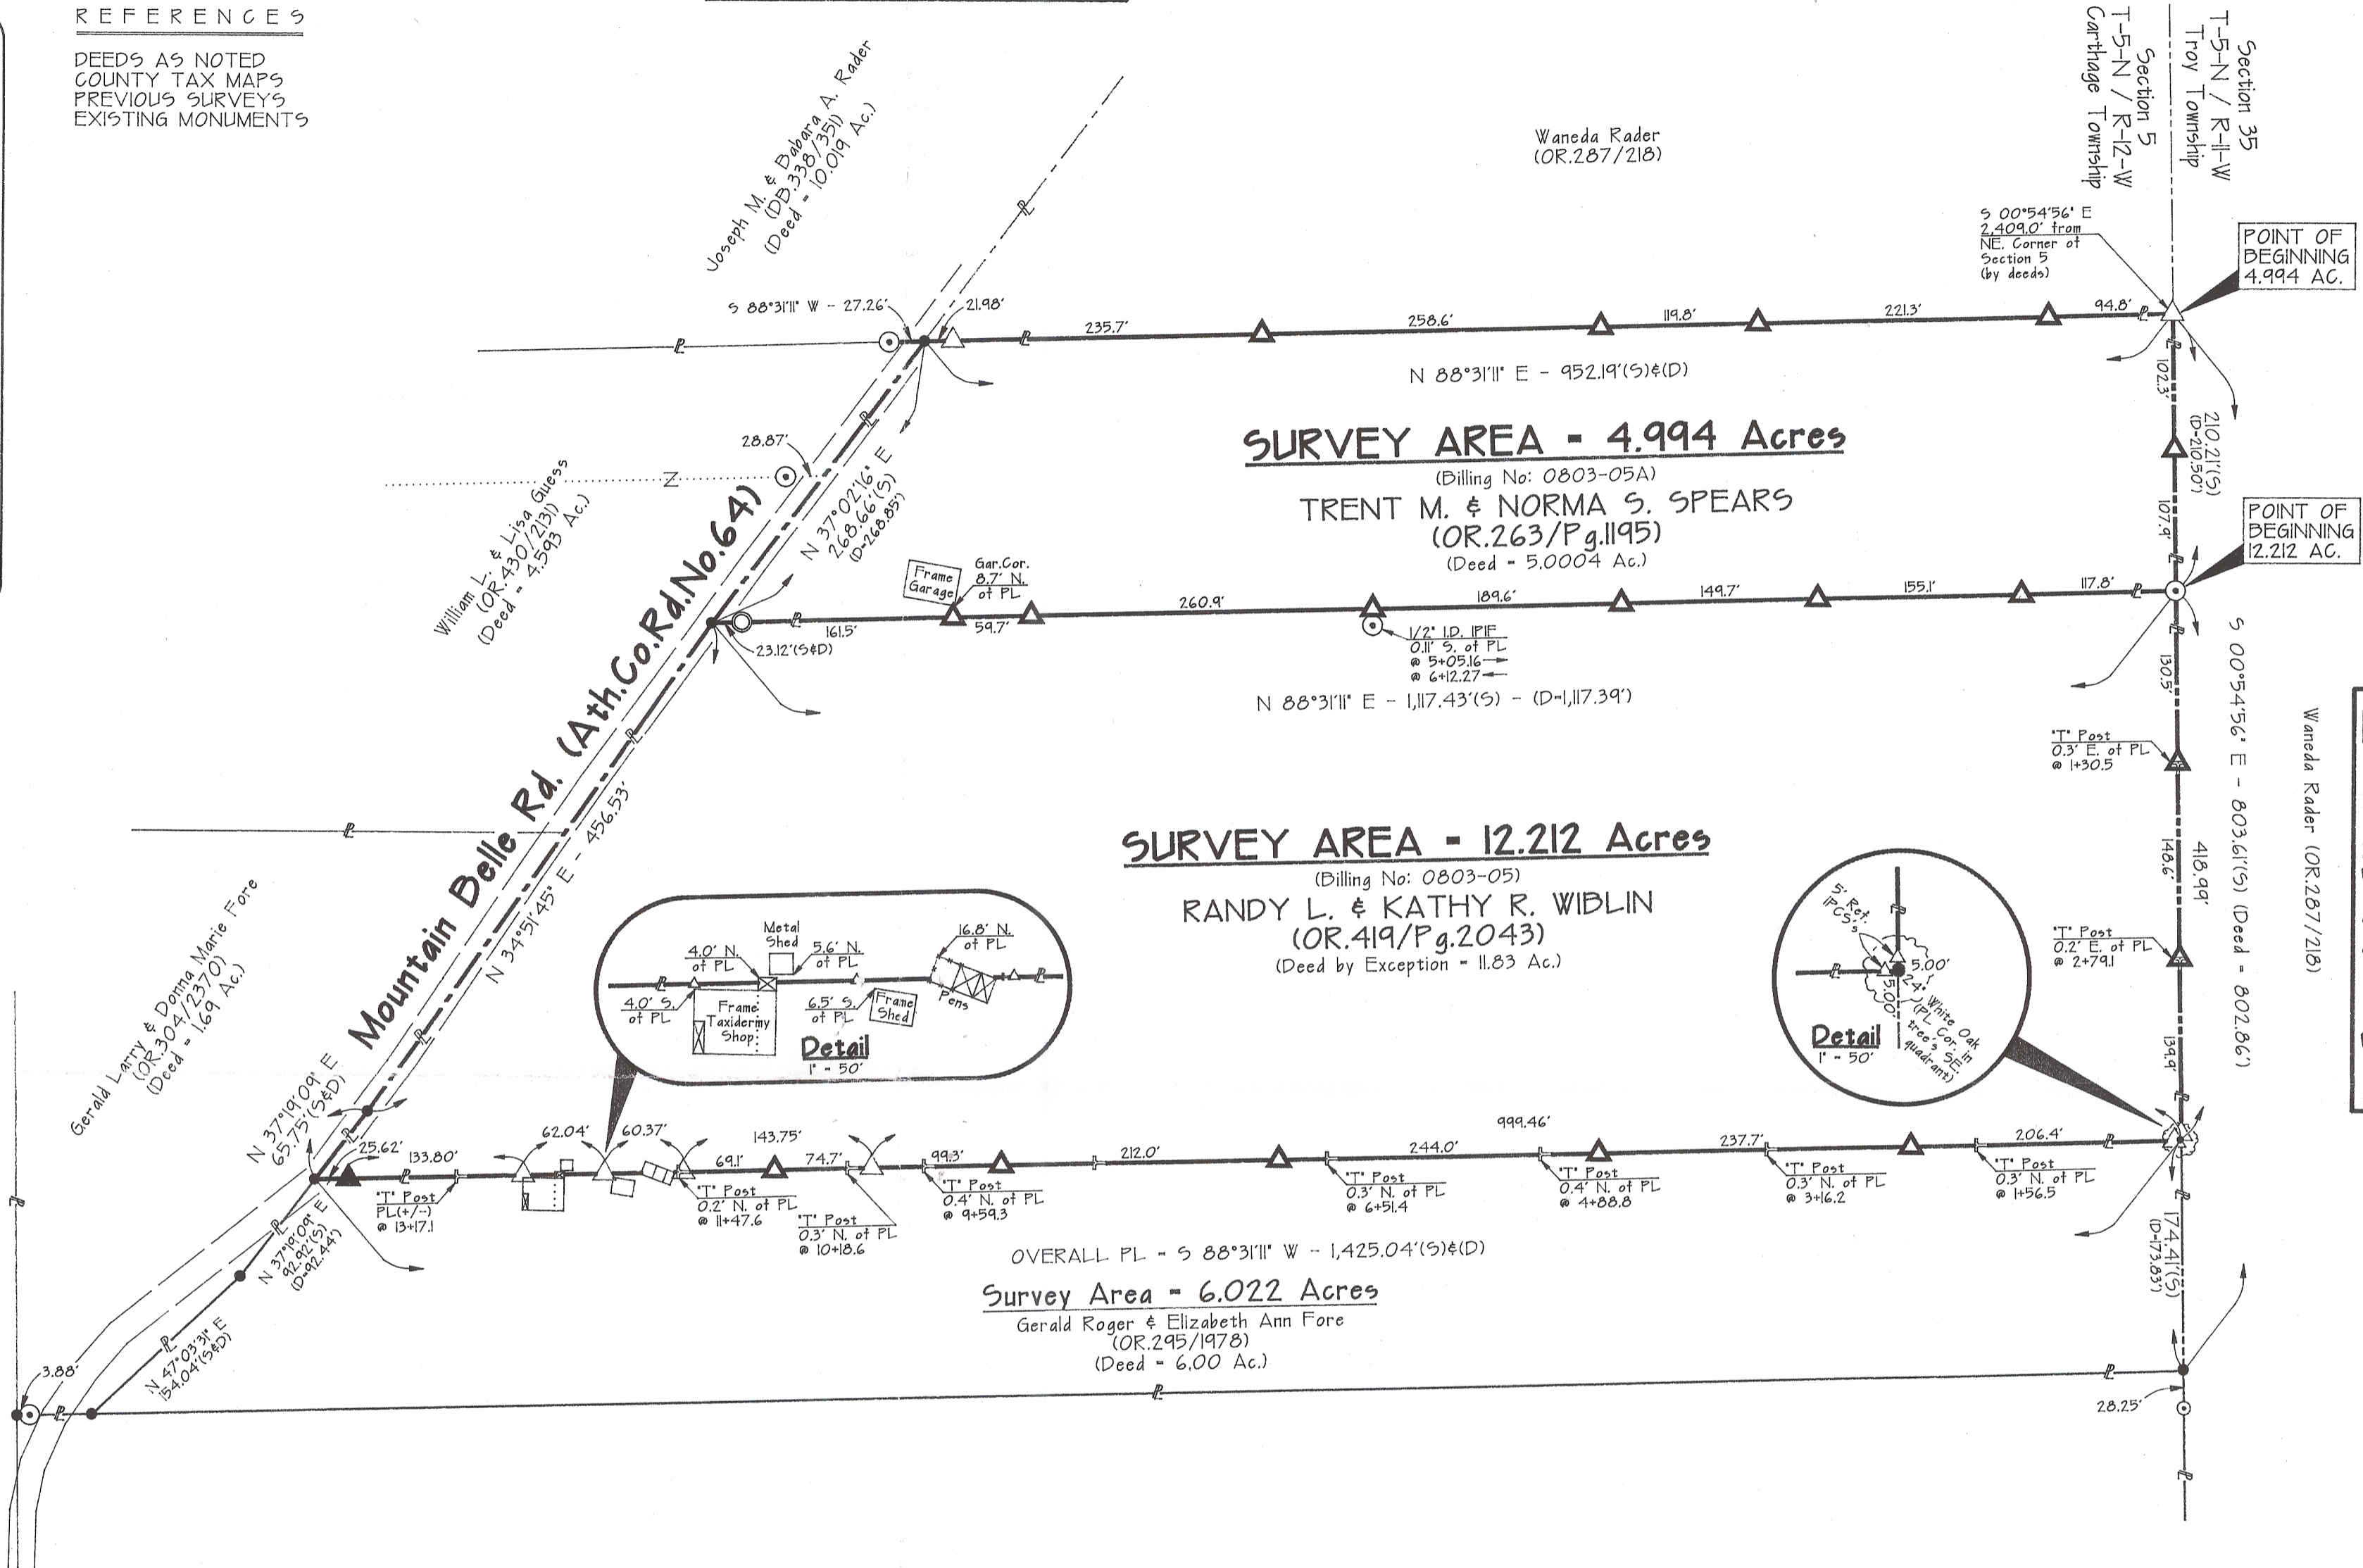 REFERENCES
DEEDS AS NOTED
COUNTY TAX MAPS
PREVIOUS SURVEYS
EXISTING MONUMENTS
Joseph M. & Babara A. Rader
(DB.338/351)
(Deed - 10.019 Ac.)
Waneda Rader
(OR.287/218)
Section 5
T-5-N / R-12-W
Carthage Township
Section 35
T-5-N / R-11-W
Troy Township
S 00°54'56" E
2,409.0' from
NE. Corner of
Section 5
(by deeds)
POINT OF
BEGINNING
4.994 AC.
S 88°31'11" W - 27.26'
21.98'
235.7'
258.6'
119.8'
221.3'
94.8'
N 88°31'11" E - 952.19'(S)&(D)
102.3'
210.21'(S)
(D=210.50')
107.9'
SURVEY AREA = 4.994 Acres
(Billing No: 0803-05A)
TRENT M. & NORMA S. SPEARS
(OR.263/Pg.1195)
(Deed = 5.0004 Ac.)
28.87'
Z
William L. & Lisa Guess
(OR.430/2131)
(Deed = 4.593 Ac.)
N 37°02'16" E
268.66'(S)
(D=268.85')
POINT OF
BEGINNING
12.212 AC.
Frame
Garage
Gar.Cor.
8.7' N.
of PL
161.5'
59.7'
260.9'
189.6'
149.7'
155.1'
117.8'
23.12'(S&D)
1/2" I.D. IPIF
0.11' S. of PL
@ 5+05.16
@ 6+12.27
N 88°31'11" E - 1,117.43'(S) - (D=1,117.39')
Mountain Belle Rd. (Ath.Co.Rd.No.64)
N 34°51'45" E - 456.53'
130.5'
"T" Post
0.3' E. of PL
@ 1+30.5
148.6'
418.99'
S 00°54'56" E - 803.61'(S) (Deed = 802.86')
Waneda Rader (OR.287/218)
"T" Post
0.2' E. of PL
@ 2+79.1
139.9'
SURVEY AREA = 12.212 Acres
(Billing No: 0803-05)
RANDY L. & KATHY R. WIBLIN
(OR.419/Pg.2043)
(Deed by Exception = 11.83 Ac.)
Metal
Shed
4.0' N.
of PL
5.6' N.
of PL
16.8' N.
of PL
4.0' S.
of PL
6.5' S.
of PL
Frame
Taxidermy
Shop
Frame
Shed
Pens
Detail
1" = 50'
5' Ref.
IPCS's
5.00'
5.00'
24" White Oak
(PL Cor. in
tree's SE.
quadrant)
Detail
1" = 50'
Gerald Larry & Donna Marie Fore
(OR.304/2370)
(Deed = 1.69 Ac.)
N 37°19'09" E
65.75'(S&D)
25.62'
133.80'
62.04'
60.37'
143.75'
69.1'
74.7'
99.3'
212.0'
244.0'
999.46'
237.7'
206.4'
"T" Post
PL(+/-)
@ 13+17.1
"T" Post
0.2' N. of PL
@ 11+47.6
"T" Post
0.3' N. of PL
@ 10+18.6
"T" Post
0.4' N. of PL
@ 9+59.3
"T" Post
0.3' N. of PL
@ 6+51.4
"T" Post
0.4' N. of PL
@ 4+88.8
"T" Post
0.3' N. of PL
@ 3+16.2
"T" Post
0.3' N. of PL
@ 1+56.5
N 37°19'09" E
92.92'(S)
(D=92.44')
OVERALL PL = S 88°31'11" W - 1,425.04'(S)&(D)
174.41'(S)
(D=173.83')
Survey Area = 6.022 Acres
Gerald Roger & Elizabeth Ann Fore
(OR.295/1978)
(Deed = 6.00 Ac.)
N 47°03'31" E
154.04'(S&D)
3.88'
28.25'